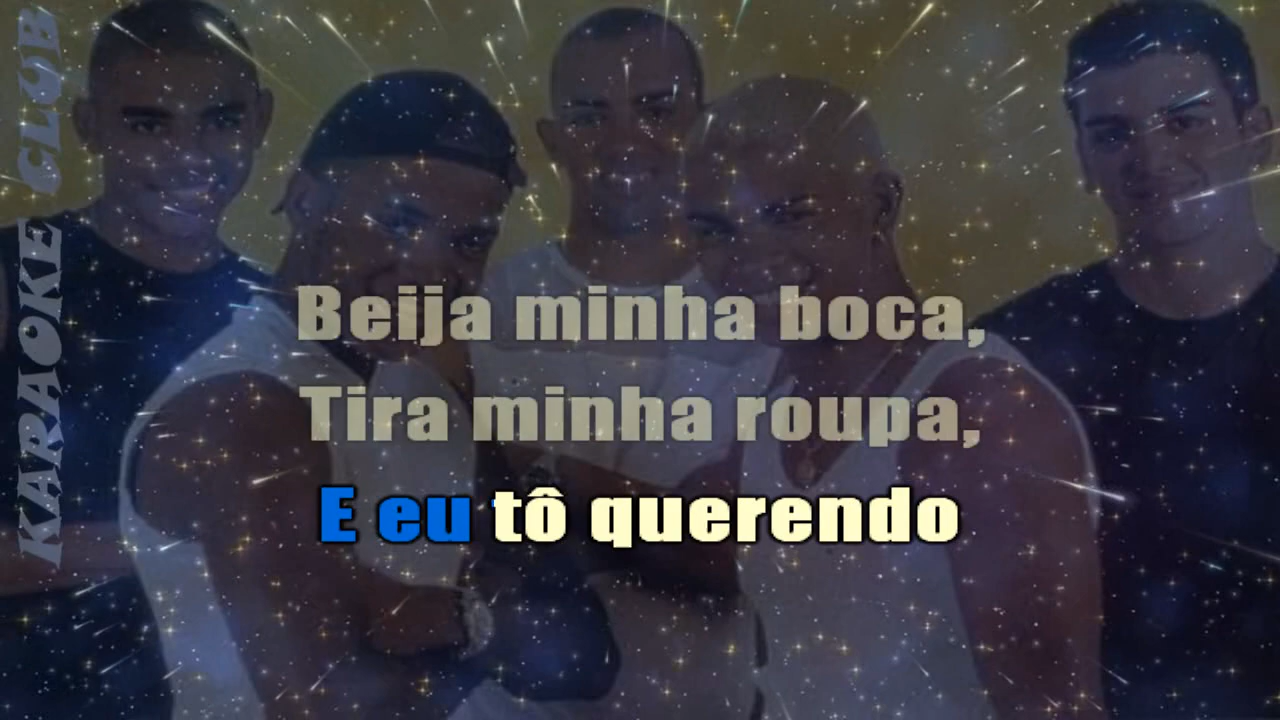 KARAOKE CLUB
Beija minha boca,
Tira minha roupa,
E eu tô querendo